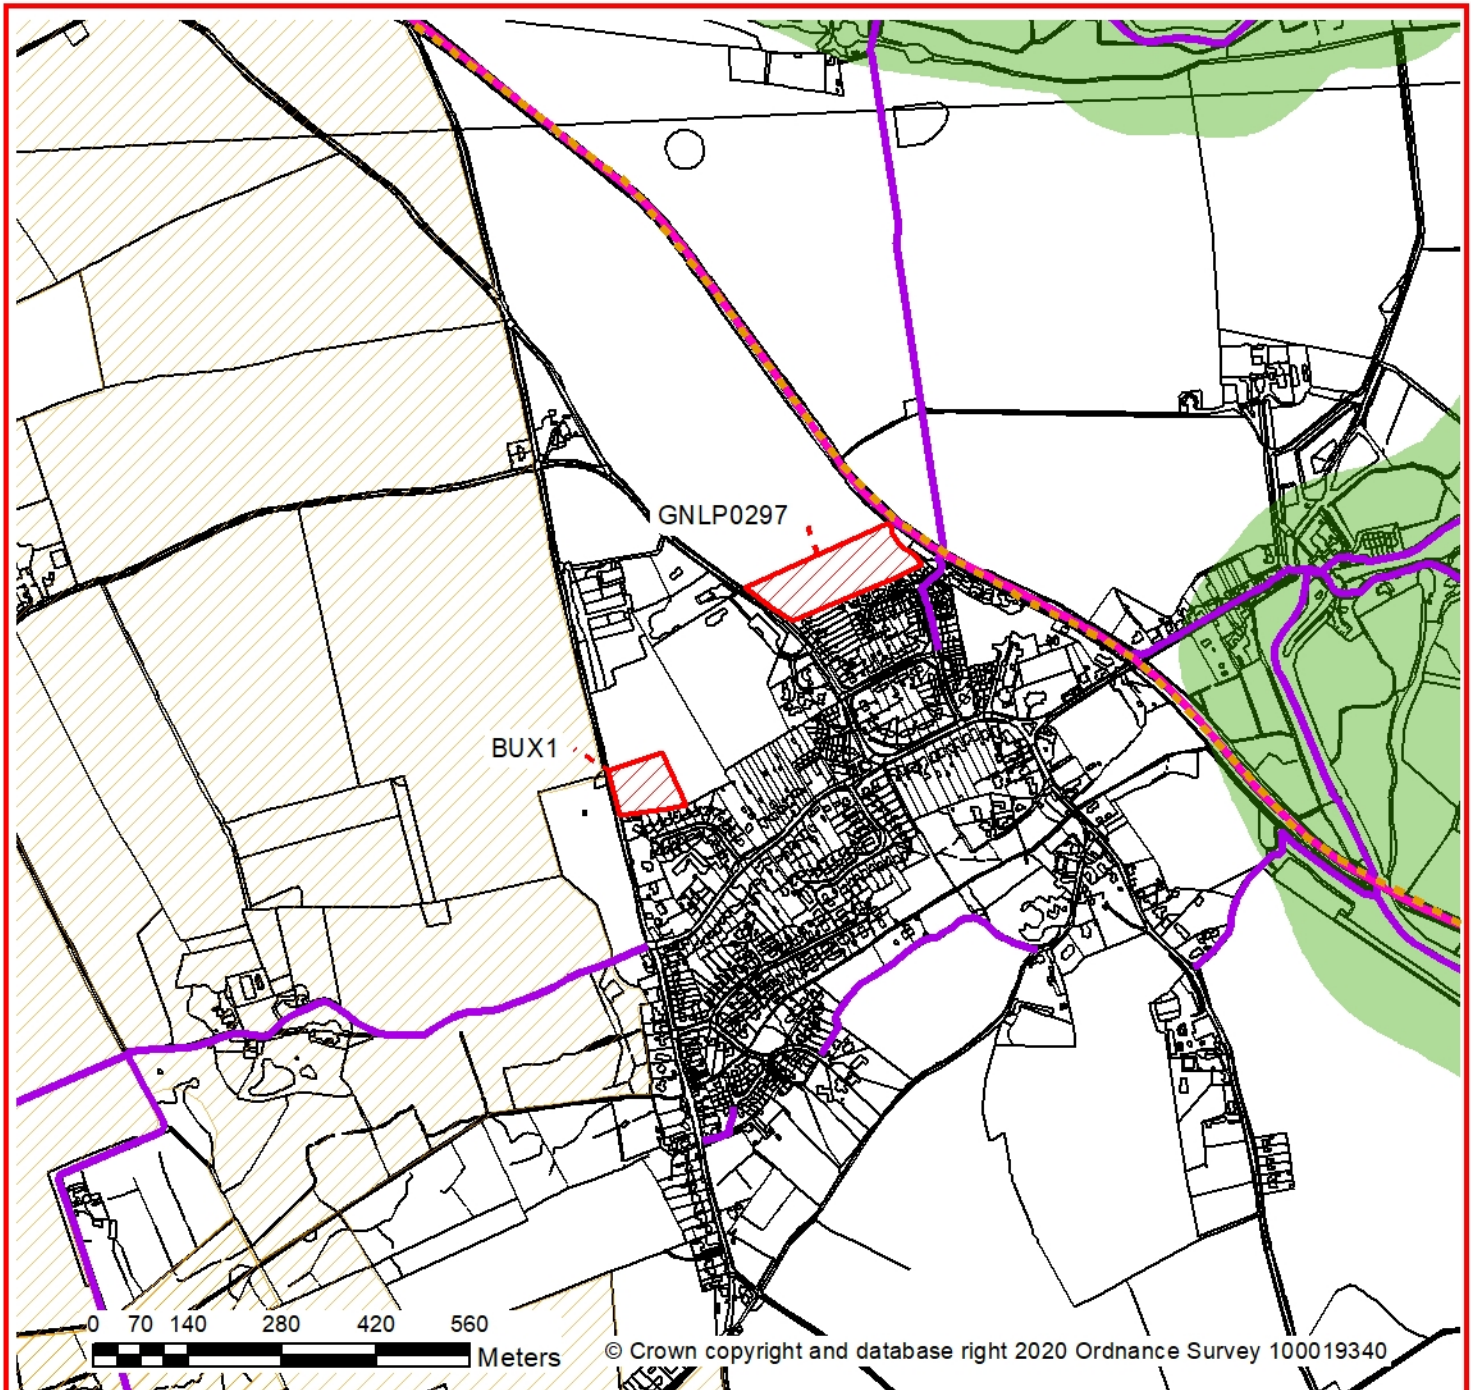 GNLP0297
BUX1
0 70 140 280 420 560
Meters
© Crown copyright and database right 2020 Ordnance Survey 100019340